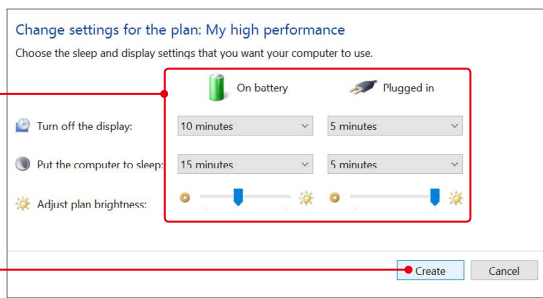 Change settings for the plan: My high performance
Choose the sleep and display settings that you want your computer to use.
On battery Plugged in
Turn off the display: 10 minutes 5 minutes
Put the computer to sleep: 15 minutes 5 minutes
Adjust plan brightness:
Create Cancel